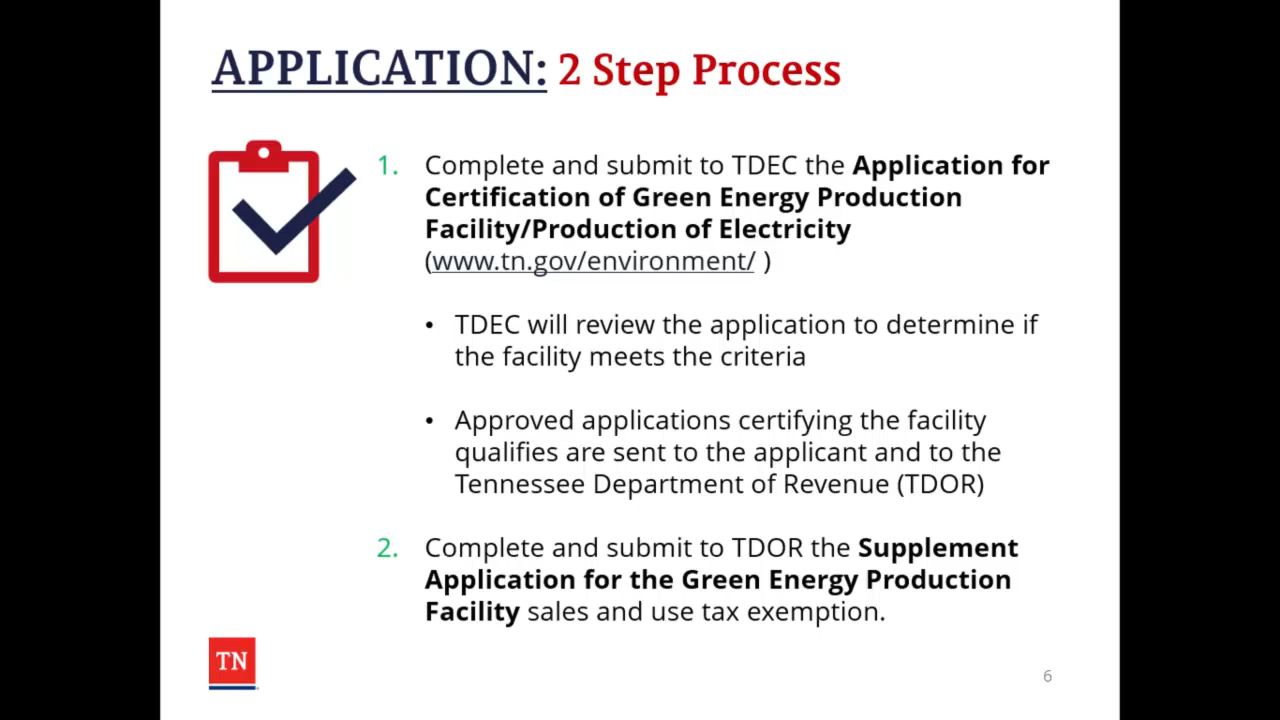 APPLICATION: 2 Step Process
1. Complete and submit to TDEC the Application for
Certification of Green Energy Production
Facility/Production of Electricity
(www.tn.gov/environment/ )
• TDEC will review the application to determine if
the facility meets the criteria
• Approved applications certifying the facility
qualifies are sent to the applicant and to the
Tennessee Department of Revenue (TDOR)
2. Complete and submit to TDOR the Supplement
Application for the Green Energy Production
Facility sales and use tax exemption.
TN
6